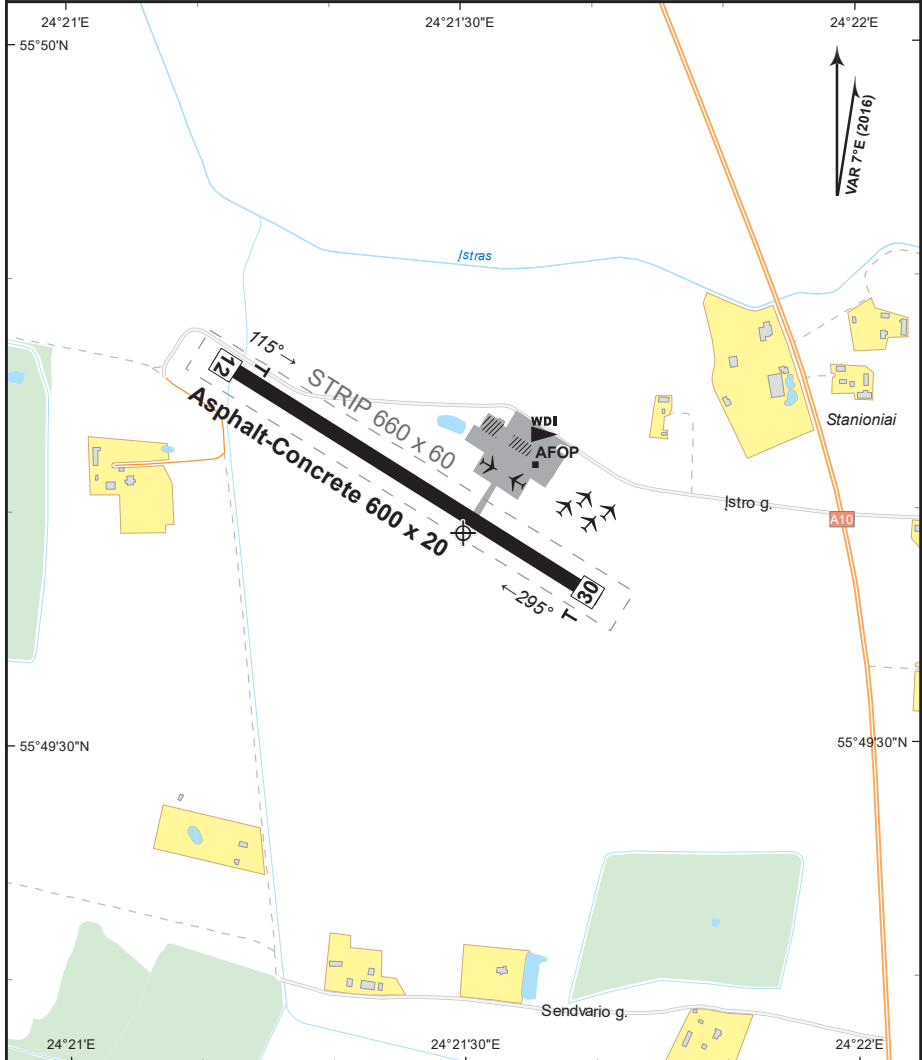 24°21'E
24°21'30"E
24°22'E
55°50'N
VAR 7°E (2016)
Įstras
115°→
12
STRIP 660 x 60
Asphalt-Concrete 600 x 20
WDI
AFOP
Stanioniai
Įstro g.
A10
←295°
30
55°49'30"N
55°49'30"N
Sendvario g.
24°21'E
24°21'30"E
24°22'E